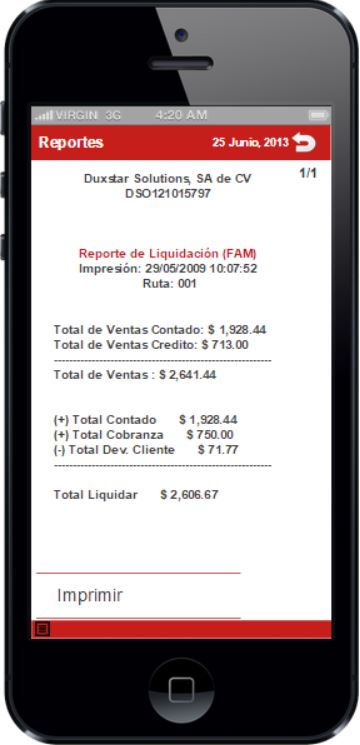 VIRGIN 3G 4:20 AM
Reportes 25 Junio, 2013
1/1
Duxstar Solutions, SA de CV
DSO121015797
Reporte de Liquidación (FAM)
Impresión: 29/05/2009 10:07:52
Ruta: 001
Total de Ventas Contado: $ 1,928.44
Total de Ventas Credito: $ 713.00
------------------------------------------------------
Total de Ventas : $ 2,641.44
(+) Total Contado $ 1,928.44
(+) Total Cobranza $ 750.00
(-) Total Dev. Cliente $ 71.77
------------------------------------------------------
Total Liquidar $ 2,606.67
Imprimir